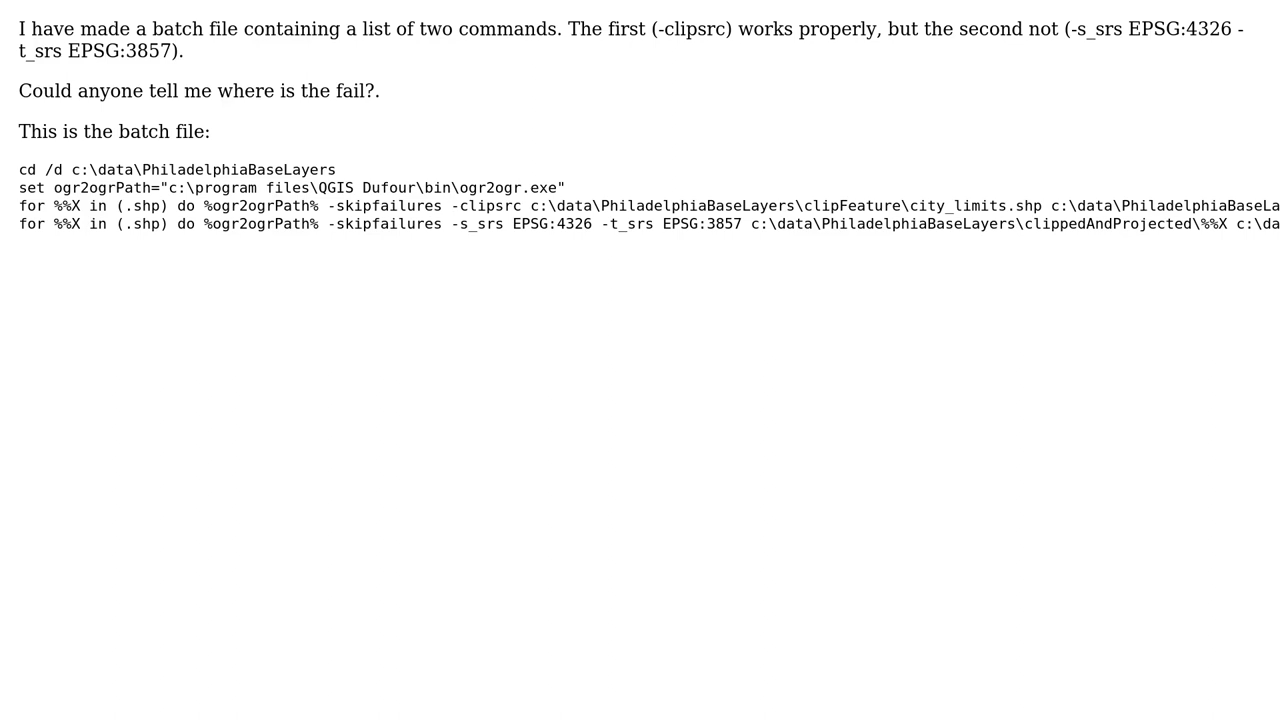 I have made a batch file containing a list of two commands. The first (-clipsrc) works properly, but the second not (-s_srs EPSG:4326 -
t_srs EPSG:3857).
Could anyone tell me where is the fail?.
This is the batch file:
cd /d c:\data\PhiladelphiaBaseLayers
set ogr2ogrPath="c:\program files\QGIS Dufour\bin\ogr2ogr.exe"
for %%X in (.shp) do %ogr2ogrPath% -skipfailures -clipsrc c:\data\PhiladelphiaBaseLayers\clipFeature\city_limits.shp c:\data\PhiladelphiaBaseLa
for %%X in (.shp) do %ogr2ogrPath% -skipfailures -s_srs EPSG:4326 -t_srs EPSG:3857 c:\data\PhiladelphiaBaseLayers\clippedAndProjected\%%X c:\da